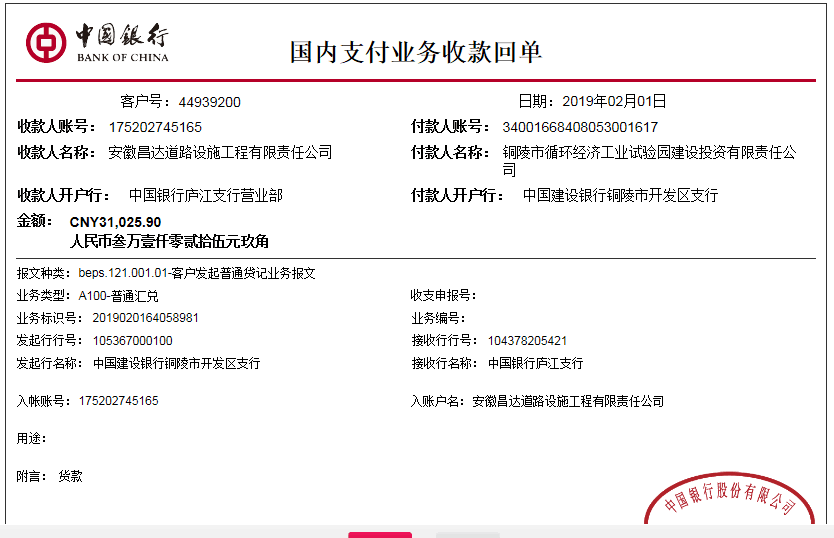 中国银行
BANK OF CHINA
国内支付业务收款回单
客户号：44939200
日期：2019年02月01日
收款人账号：175202745165
付款人账号：34001668408053001617
收款人名称：安徽昌达道路设施工程有限责任公司
付款人名称：铜陵市循环经济工业试验园建设投资有限责任公
司
收款人开户行：中国银行庐江支行营业部
付款人开户行：中国建设银行铜陵市开发区支行
金额：CNY31,025.90
人民币叁万壹仟零贰拾伍元玖角
报文种类：beps.121.001.01-客户发起普通贷记业务报文
业务类型：A100-普通汇兑
收支申报号：
业务标识号：2019020164058981
业务编号：
发起行行号：105367000100
接收行行号：104378205421
发起行名称：中国建设银行铜陵市开发区支行
接收行名称：中国银行庐江支行
入帐账号：175202745165
入账户名：安徽昌达道路设施工程有限责任公司
用途：
附言：货款
中国银行股份有限公司